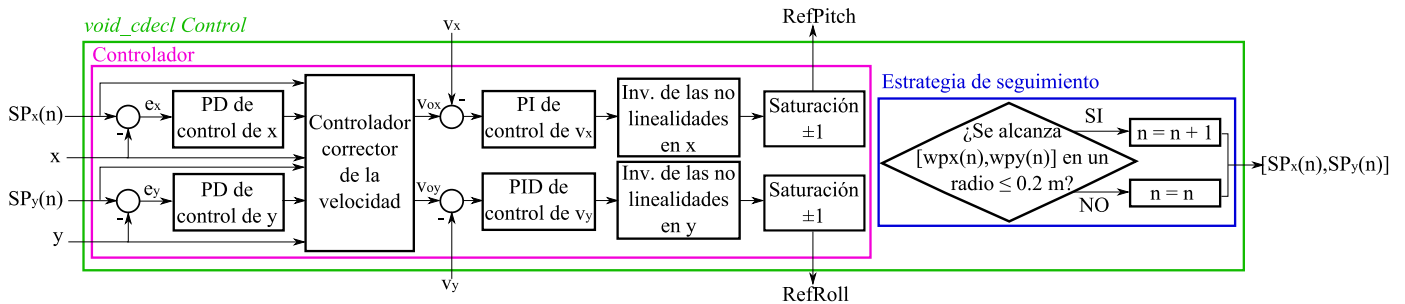 RefPitch
void_cdecl Control
vx
Controlador
Estrategia de seguimiento
SPx(n)
ex
PD de
control de x
-
x
SPy(n)
ey
PD de
control de y
-
y
Controlador
corrector
de la
velocidad
vox
-
PI de
control de vx
Inv. de las no
linealidades
en x
Saturación
±1
voy
-
PID de
control de vy
Inv. de las no
linealidades
en y
Saturación
±1
¿Se alcanza
[wpx(n),wpy(n)] en un
radio ≤ 0.2 m?
SI
n = n + 1
NO
n = n
[SPx(n),SPy(n)]
vy
RefRoll